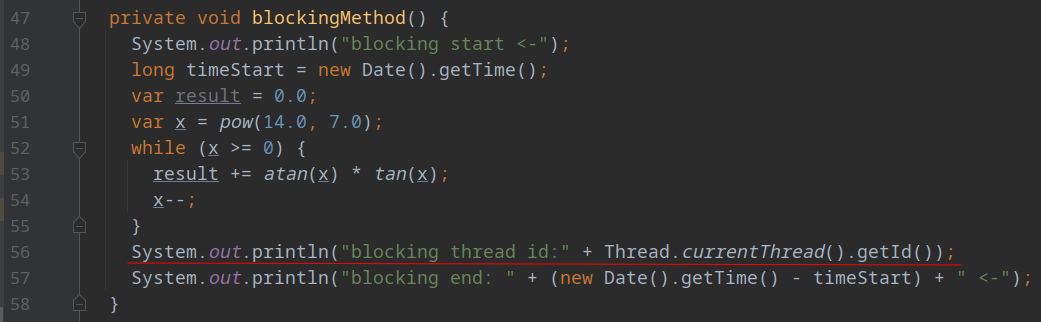 47 private void blockingMethod() {
48 System.out.println("blocking start <-");
49 long timeStart = new Date().getTime();
50 var result = 0.0;
51 var x = pow(14.0, 7.0);
52 while (x >= 0) {
53 result += atan(x) * tan(x);
54 x--;
55 }
56 System.out.println("blocking thread id:" + Thread.currentThread().getId());
57 System.out.println("blocking end: " + (new Date().getTime() - timeStart) + " <-");
58 }